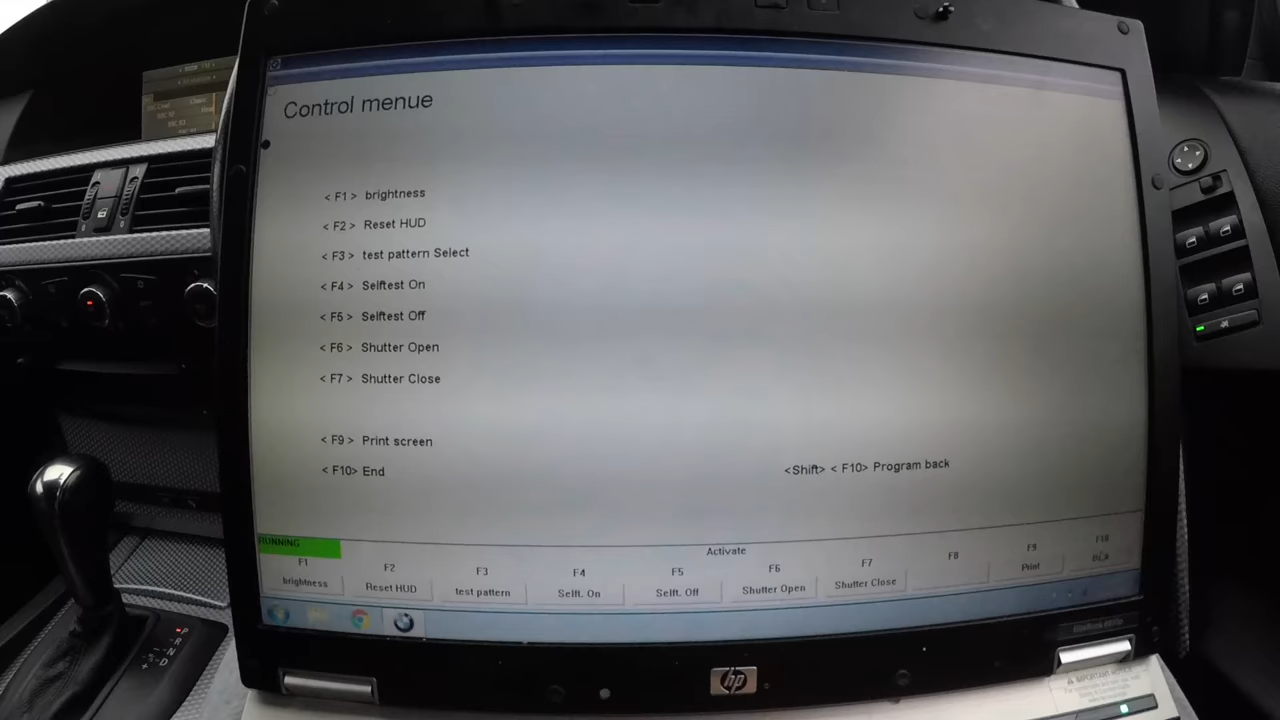 Control menue
< F1 > brightness
< F2 > Reset HUD
< F3 > test pattern Select
< F4 > Selftest On
< F5 > Selftest Off
< F6 > Shutter Open
< F7 > Shutter Close
< F9 > Print screen
< F10> End
<Shift> < F10> Program back
RUNNING
Activate
F1 F2 F3 F4 F5 F6 F7 F8 F9 F10
brightness Reset HUD test pattern Selft. On Selft. Off Shutter Open Shutter Close Print
hp
IMPORTANT NOTICE
P
R
N
D